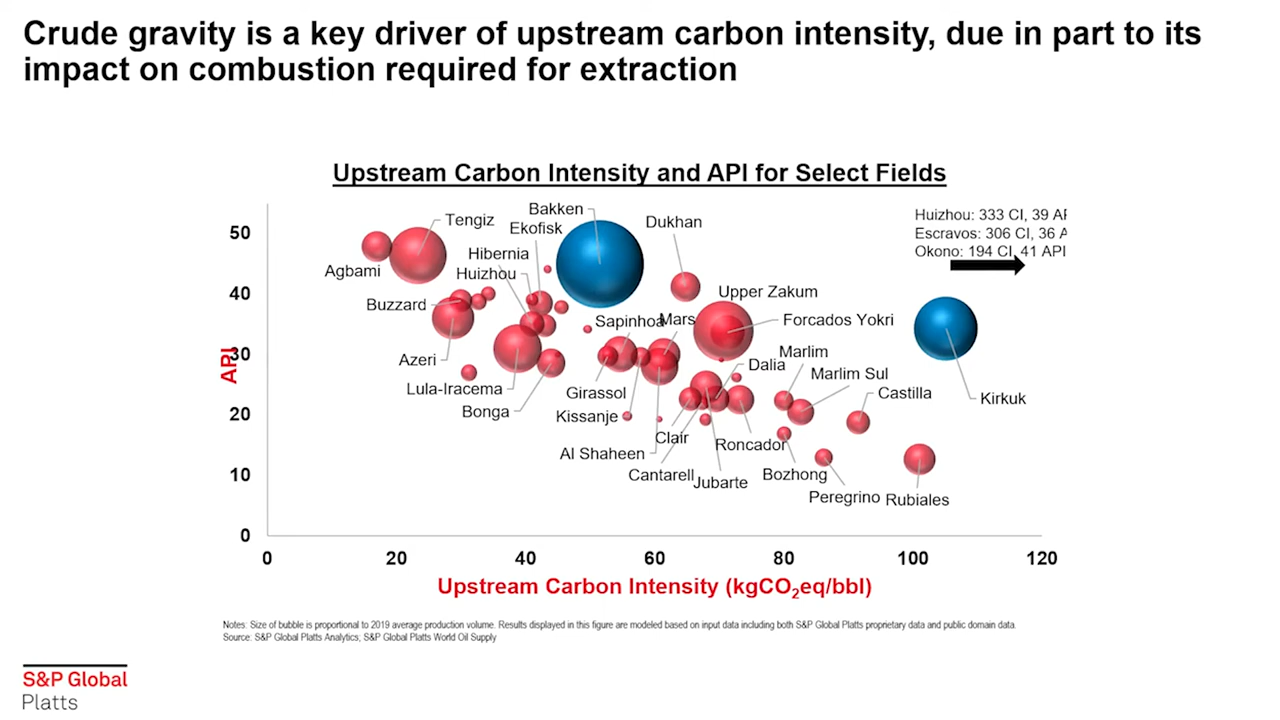 Crude gravity is a key driver of upstream carbon intensity, due in part to its
impact on combustion required for extraction
Upstream Carbon Intensity and API for Select Fields
Bakken
Tengiz
Ekofisk
Dukhan
Huizhou: 333 CI, 39 AP
Escravos: 306 CI, 36 A
Okono: 194 CI, 41 API
50
Hibernia
Agbami
Huizhou
40
Upper Zakum
Buzzard
Sapinhoa
Mars
Forcados Yokri
30
API
Azeri
Marlim
Dalia
Marlim Sul
Lula-Iracema
Girassol
Castilla
Kirkuk
20
Bonga
Kissanje
Clair
Roncador
Al Shaheen
10
Cantarell
Jubarte
Bozhong
Peregrino
Rubiales
0
0 20 40 60 80 100 120
Upstream Carbon Intensity (kgCO₂eq/bbl)
Notes: Size of bubble is proportional to 2019 average production volume. Results displayed in this figure are modeled based on input data including both S&P Global Platts proprietary data and public domain data.
Source: S&P Global Platts Analytics; S&P Global Platts World Oil Supply
S&P Global
Platts